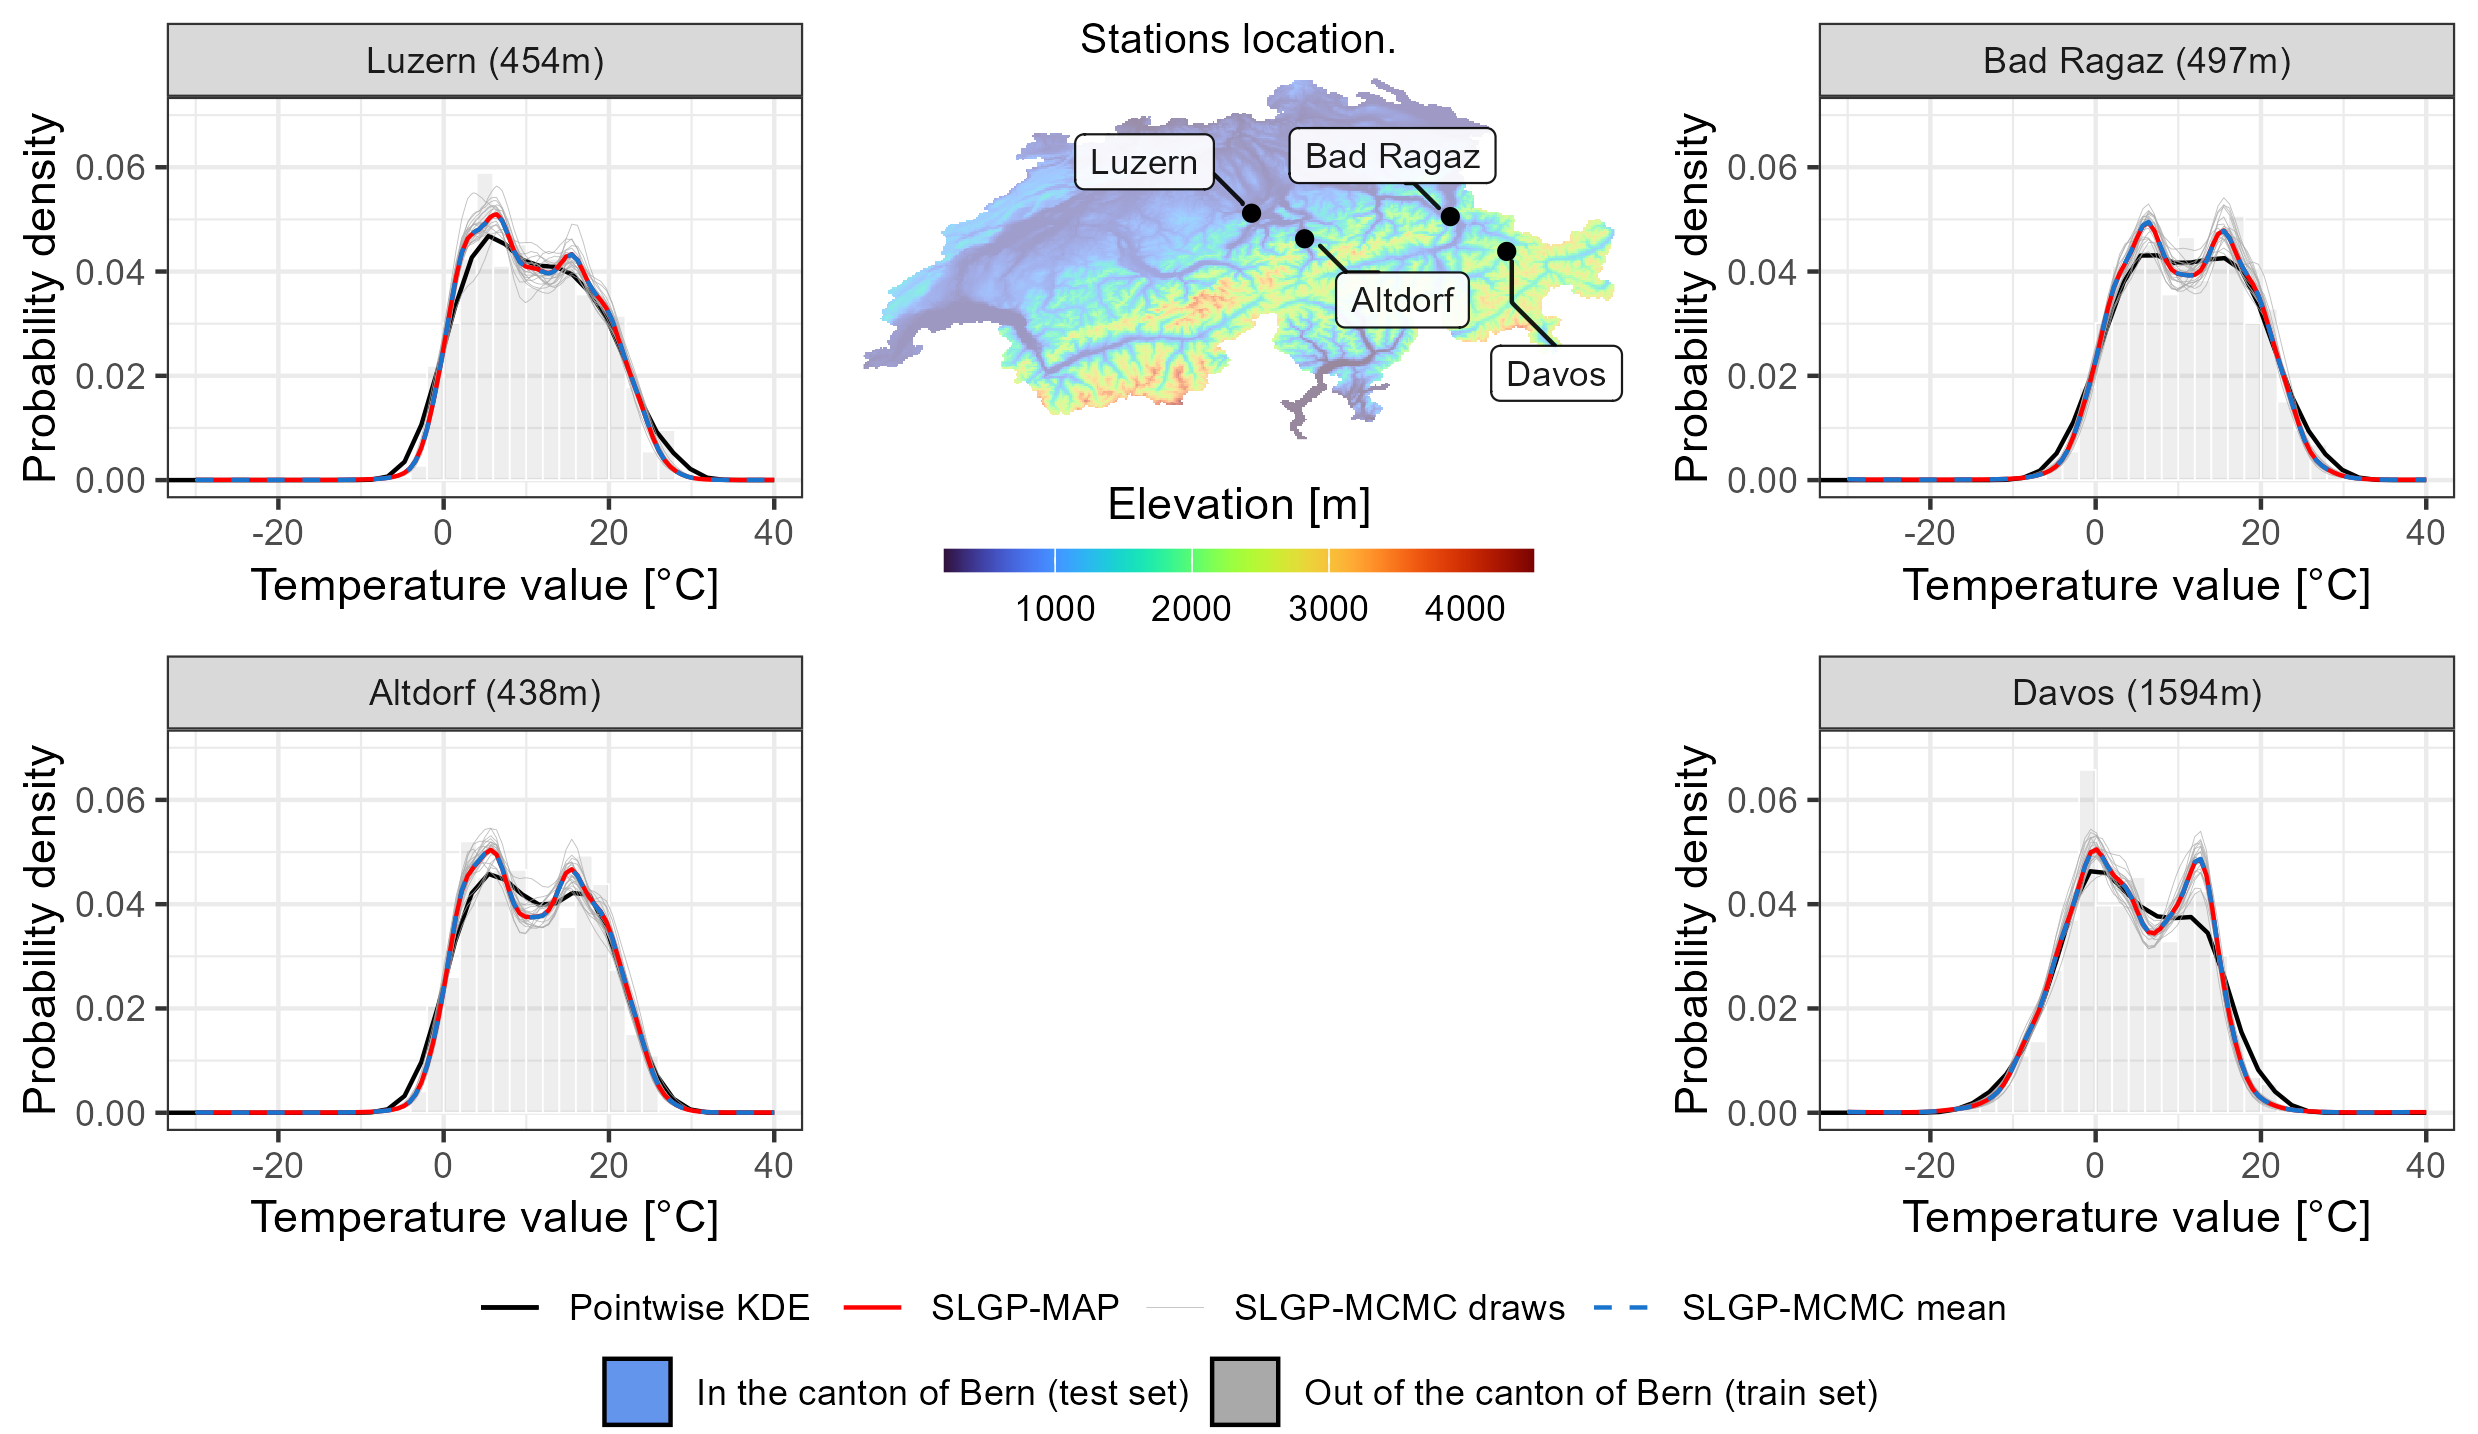 Luzern (454m)
Probability density
0.06
0.04
0.02
0.00
-20 0 20 40
Temperature value [°C]
Stations location.
Luzern
Bad Ragaz
Altdorf
Davos
Elevation [m]
1000 2000 3000 4000
Bad Ragaz (497m)
Probability density
0.06
0.04
0.02
0.00
-20 0 20 40
Temperature value [°C]
Altdorf (438m)
Probability density
0.06
0.04
0.02
0.00
-20 0 20 40
Temperature value [°C]
Davos (1594m)
Probability density
0.06
0.04
0.02
0.00
-20 0 20 40
Temperature value [°C]
Pointwise KDE SLGP-MAP SLGP-MCMC draws SLGP-MCMC mean
In the canton of Bern (test set) Out of the canton of Bern (train set)